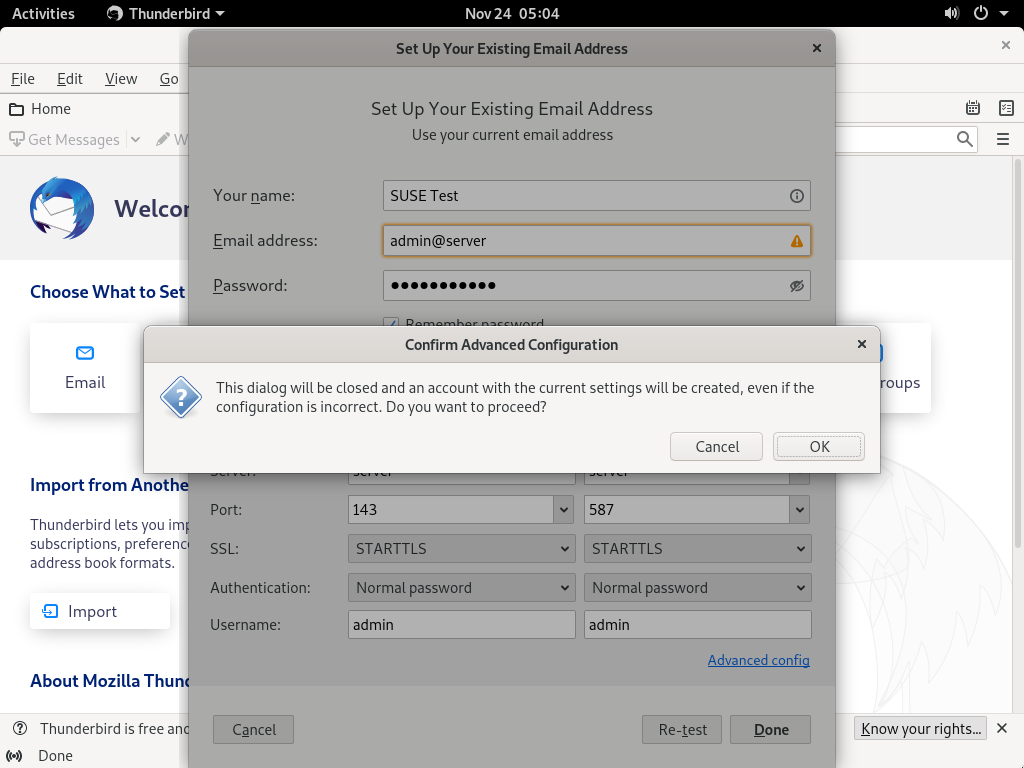 Activities Thunderbird Nov 24 05:04
Set Up Your Existing Email Address
File Edit View Go
Home
Set Up Your Existing Email Address
Use your current email address
Get Messages W
Welcor
Your name: SUSE Test
Email address: admin@server
Password: ●●●●●●●●●●●
Remember password
Choose What to Set
Email
roups
Confirm Advanced Configuration
This dialog will be closed and an account with the current settings will be created, even if the
configuration is incorrect. Do you want to proceed?
Cancel OK
Server: server server
Import from Anothe
Port: 143 587
Thunderbird lets you imp
subscriptions, preference
address book formats.
SSL: STARTTLS STARTTLS
Authentication: Normal password Normal password
Import
Username: admin admin
Advanced config
About Mozilla Thund
Cancel Re-test Done
Thunderbird is free and
Know your rights...
Done